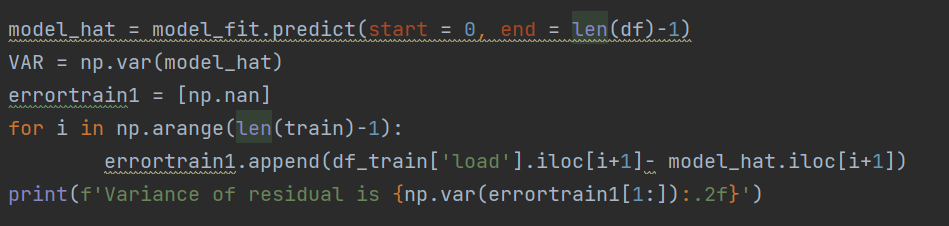 model_hat = model_fit.predict(start = 0, end = len(df)-1)
VAR = np.var(model_hat)
errortrain1 = [np.nan]
for i in np.arange(len(train)-1):
        errortrain1.append(df_train['load'].iloc[i+1]- model_hat.iloc[i+1])
print(f'Variance of residual is {np.var(errortrain1[1:]):.2f}')